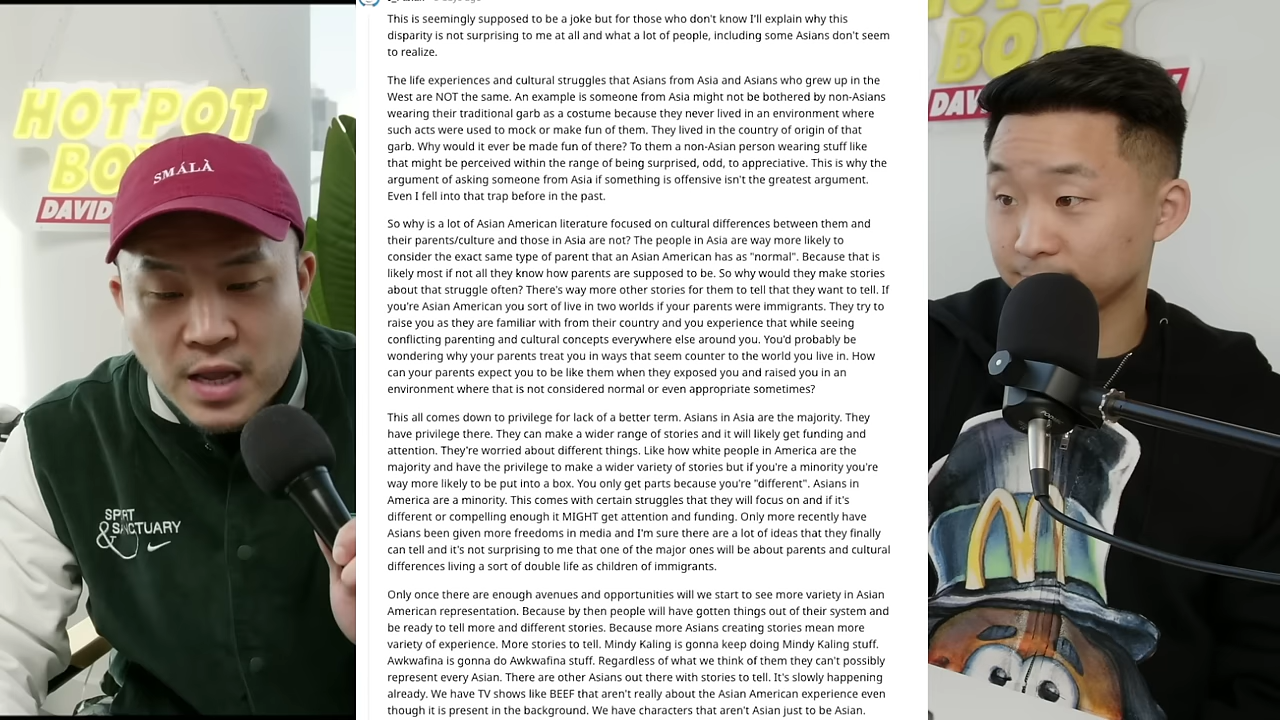 HOTPOT
BOY
DAVID
SMÁLÀ
SP RT
& SANCTUARY
This is seemingly supposed to be a joke but for those who don't know I'll explain why this
disparity is not surprising to me at all and what a lot of people, including some Asians don't seem
to realize.
The life experiences and cultural struggles that Asians from Asia and Asians who grew up in the
West are NOT the same. An example is someone from Asia might not be bothered by non-Asians
wearing their traditional garb as a costume because they never lived in an environment where
such acts were used to mock or make fun of them. They lived in the country of origin of that
garb. Why would it ever be made fun of there? To them a non-Asian person wearing stuff like
that might be perceived within the range of being surprised, odd, to appreciative. This is why the
argument of asking someone from Asia if something is offensive isn't the greatest argument.
Even I fell into that trap before in the past.
So why is a lot of Asian American literature focused on cultural differences between them and
their parents/culture and those in Asia are not? The people in Asia are way more likely to
consider the exact same type of parent that an Asian American has as "normal". Because that is
likely most if not all they know how parents are supposed to be. So why would they make stories
about that struggle often? There's way more other stories for them to tell that they want to tell. If
you're Asian American you sort of live in two worlds if your parents were immigrants. They try to
raise you as they are familiar with from their country and you experience that while seeing
conflicting parenting and cultural concepts everywhere else around you. You'd probably be
wondering why your parents treat you in ways that seem counter to the world you live in. How
can your parents expect you to be like them when they exposed you and raised you in an
environment where that is not considered normal or even appropriate sometimes?
This all comes down to privilege for lack of a better term. Asians in Asia are the majority. They
have privilege there. They can make a wider range of stories and it will likely get funding and
attention. They're worried about different things. Like how white people in America are the
majority and have the privilege to make a wider variety of stories but if you're a minority you're
way more likely to be put into a box. You only get parts because you're "different". Asians in
America are a minority. This comes with certain struggles that they will focus on and if it's
different or compelling enough it MIGHT get attention and funding. Only more recently have
Asians been given more freedoms in media and I'm sure there are a lot of ideas that they finally
can tell and it's not surprising to me that one of the major ones will be about parents and cultural
differences living a sort of double life as children of immigrants.
Only once there are enough avenues and opportunities will we start to see more variety in Asian
American representation. Because by then people will have gotten things out of their system and
be ready to tell more and different stories. Because more Asians creating stories mean more
variety of experience. More stories to tell. Mindy Kaling is gonna keep doing Mindy Kaling stuff.
Awkwafina is gonna do Awkwafina stuff. Regardless of what we think of them they can't possibly
represent every Asian. There are other Asians out there with stories to tell. It's slowly happening
already. We have TV shows like BEEF that aren't really about the Asian American experience even
though it is present in the background. We have characters that aren't Asian just to be Asian.
BOYS
DAVI